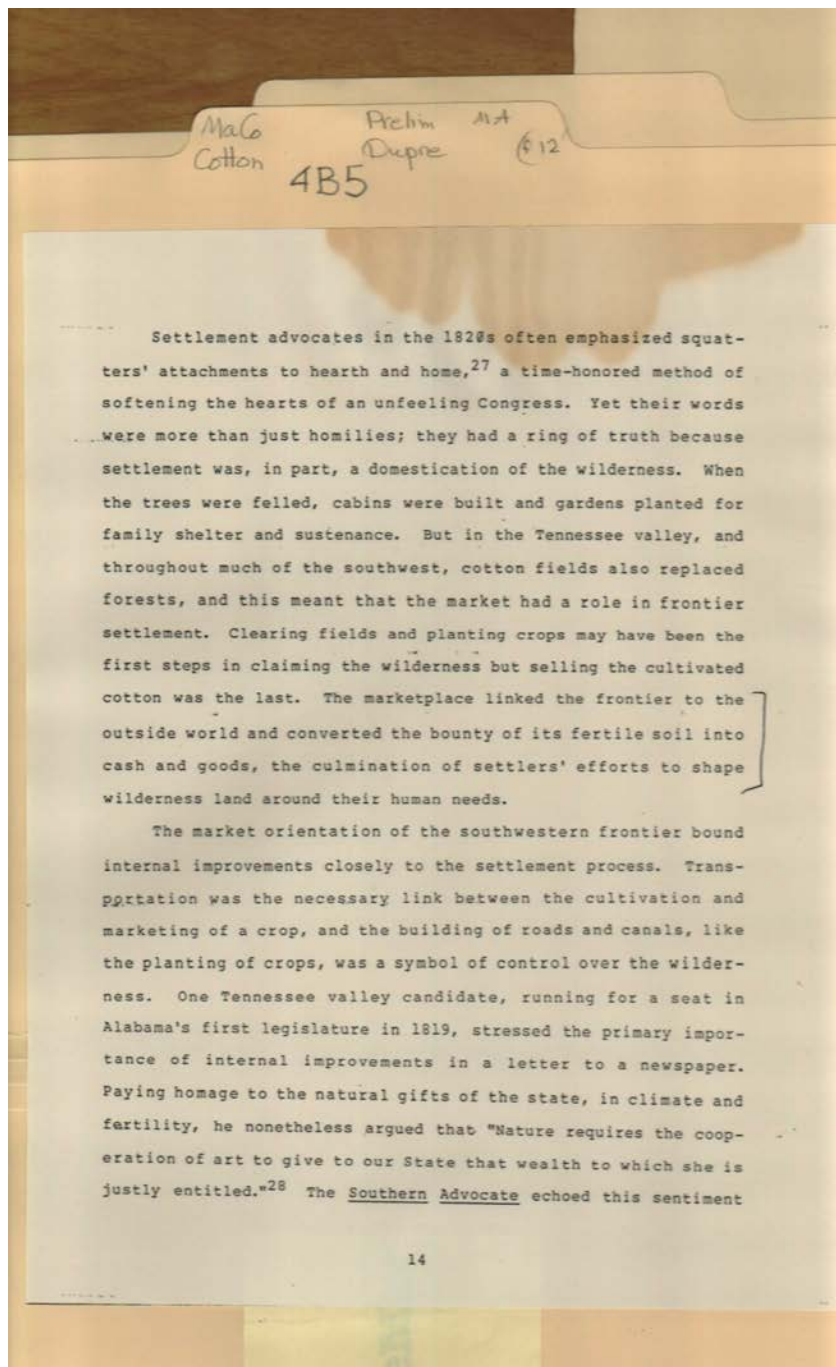 MaCo Prelim MA
Cotton Dupre ($12
4B5
Settlement advocates in the 1820s often emphasized squat-
ters' attachments to hearth and home,27 a time-honored method of
softening the hearts of an unfeeling Congress. Yet their words
were more than just homilies; they had a ring of truth because
settlement was, in part, a domestication of the wilderness. When
the trees were felled, cabins were built and gardens planted for
family shelter and sustenance. But in the Tennessee valley, and
throughout much of the southwest, cotton fields also replaced
forests, and this meant that the market had a role in frontier
settlement. Clearing fields and planting crops may have been the
first steps in claiming the wilderness but selling the cultivated
cotton was the last. The marketplace linked the frontier to the
outside world and converted the bounty of its fertile soil into
cash and goods, the culmination of settlers' efforts to shape
wilderness land around their human needs.
The market orientation of the southwestern frontier bound
internal improvements closely to the settlement process. Trans-
portation was the necessary link between the cultivation and
marketing of a crop, and the building of roads and canals, like
the planting of crops, was a symbol of control over the wilder-
ness. One Tennessee valley candidate, running for a seat in
Alabama's first legislature in 1819, stressed the primary impor-
tance of internal improvements in a letter to a newspaper.
Paying homage to the natural gifts of the state, in climate and
fertility, he nonetheless argued that "Nature requires the coop-
eration of art to give to our State that wealth to which she is
justly entitled."28 The Southern Advocate echoed this sentiment
14